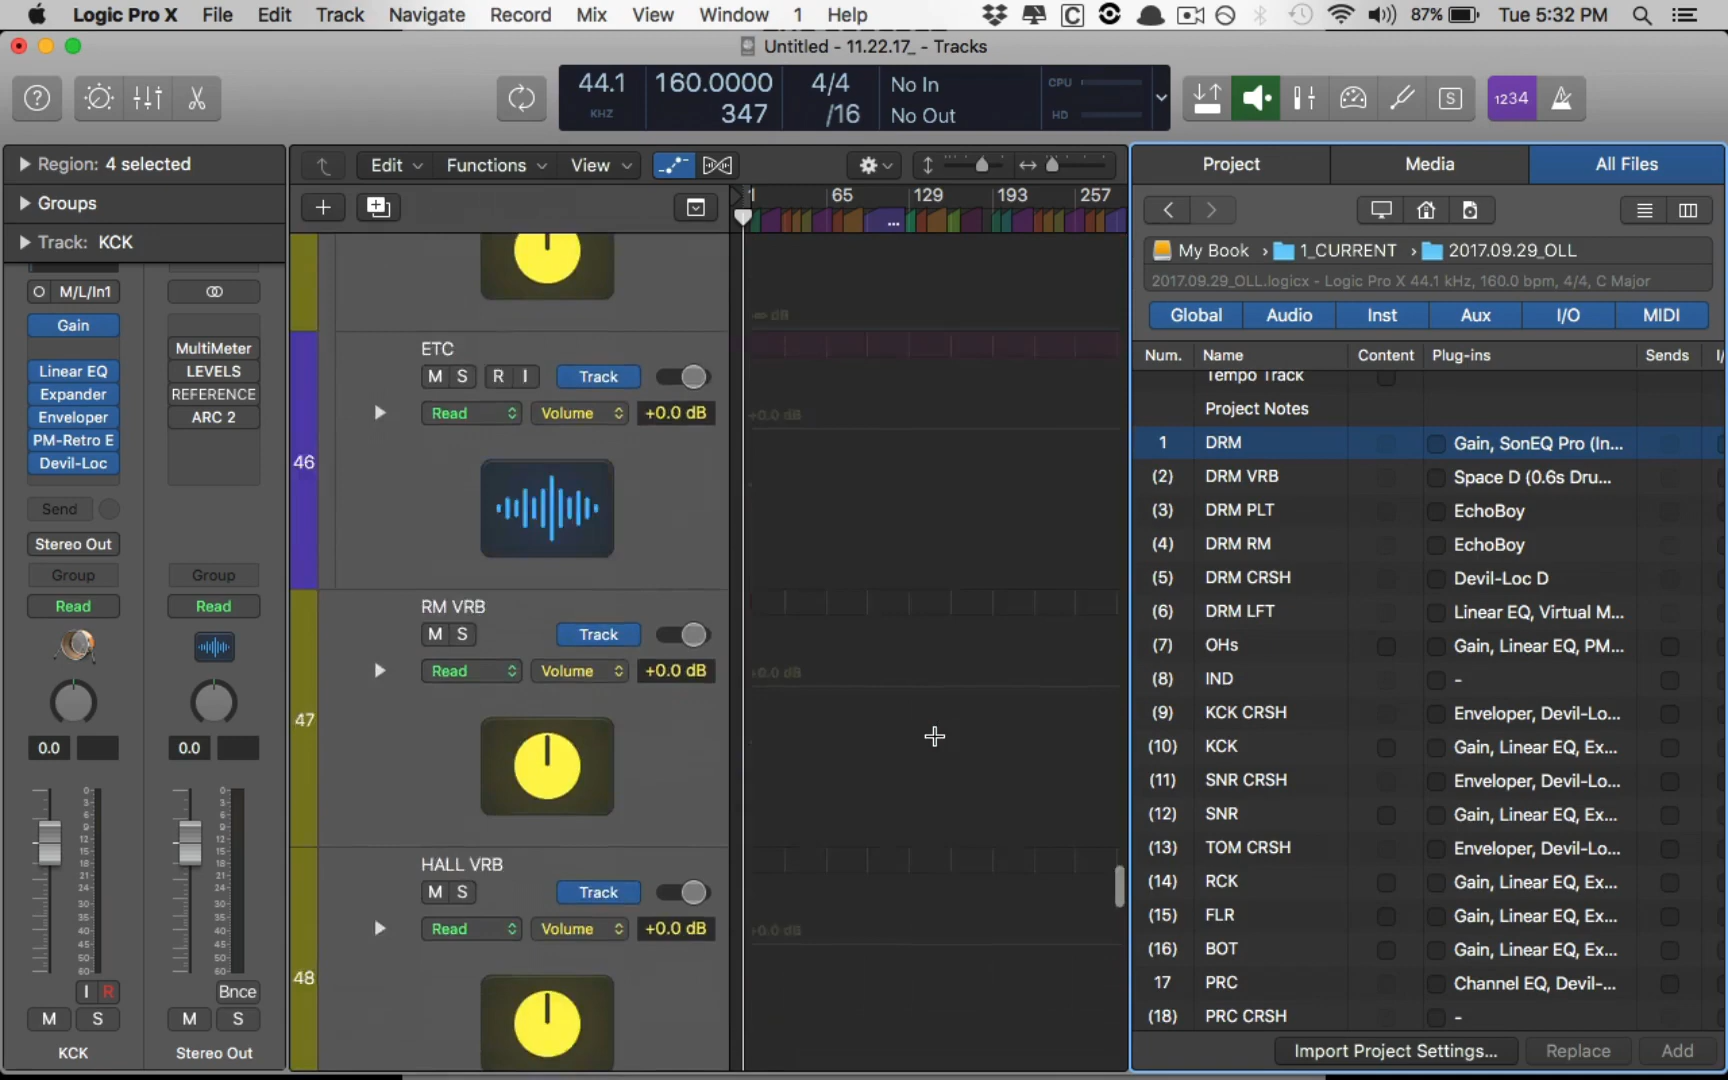 Logic Pro X File Edit Track Navigate Record Mix View Window 1 Help 87% Tue 5:32 PM
Untitled - 11.22.17_ - Tracks
44.1 KHZ 160.0000 347 4/4 /16 No In No Out CPU HD 1234
Region: 4 selected
Groups
Track: KCK
M/L/In1
Gain
MultiMeter
Linear EQ LEVELS
Expander REFERENCE
Enveloper ARC 2
PM-Retro E
Devil-Loc
Send
Stereo Out
Group Group
Read Read
0.0 0.0
I R Bnce
M S M S
KCK Stereo Out
Edit Functions View
65 129 193 257
ETC
M S R I Track
Read Volume +0.0 dB
+0.0 dB
46
RM VRB
M S Track
Read Volume +0.0 dB
+0.0 dB
47
HALL VRB
M S Track
Read Volume +0.0 dB
+0.0 dB
48
Project Media All Files
My Book 1_CURRENT 2017.09.29_OLL
2017.09.29_OLL.logicx - Logic Pro X 44.1 kHz, 160.0 bpm, 4/4, C Major
Global Audio Inst Aux I/O MIDI
Num. Name Content Plug-ins Sends I/
Tempo Track
Project Notes
1 DRM Gain, SonEQ Pro (In...
(2) DRM VRB Space D (0.6s Dru...
(3) DRM PLT EchoBoy
(4) DRM RM EchoBoy
(5) DRM CRSH Devil-Loc D
(6) DRM LFT Linear EQ, Virtual M...
(7) OHs Gain, Linear EQ, PM...
(8) IND -
(9) KCK CRSH Enveloper, Devil-Lo...
(10) KCK Gain, Linear EQ, Ex...
(11) SNR CRSH Enveloper, Devil-Lo...
(12) SNR Gain, Linear EQ, Ex...
(13) TOM CRSH Enveloper, Devil-Lo...
(14) RCK Gain, Linear EQ, Ex...
(15) FLR Gain, Linear EQ, Ex...
(16) BOT Gain, Linear EQ, Ex...
17 PRC Channel EQ, Devil-...
(18) PRC CRSH -
Import Project Settings... Replace Add